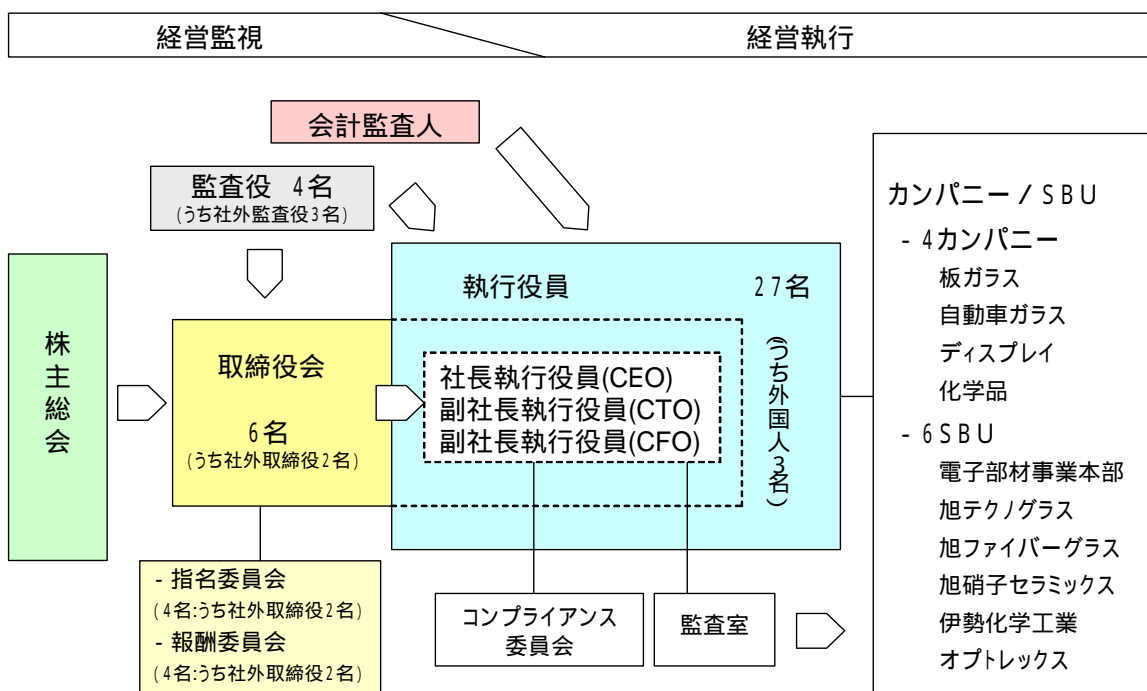 経営監視
経営執行
会計監査人
監査役 4名
(うち社外監査役3名)
株主総会
取締役会
6名
(うち社外取締役2名)
執行役員 27名
(うち外国人3名)
社長執行役員(CEO)
副社長執行役員(CTO)
副社長執行役員(CFO)
- 指名委員会
(4名:うち社外取締役2名)
- 報酬委員会
(4名:うち社外取締役2名)
コンプライアンス
委員会
監査室
カンパニー / SBU
- 4カンパニー
板ガラス
自動車ガラス
ディスプレイ
化学品
- 6SBU
電子部材事業本部
旭テクノグラス
旭ファイバーグラス
旭硝子セラミックス
伊勢化学工業
オプトレックス